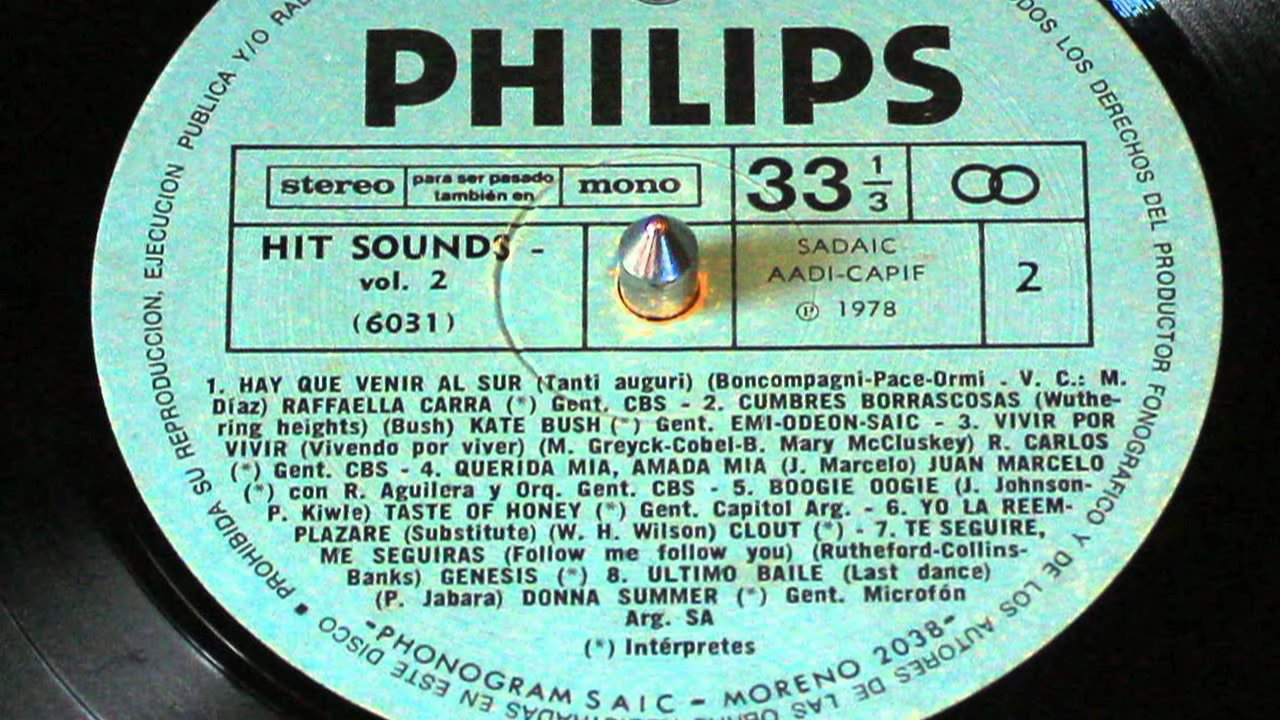 PHILIPS
stereo
para ser pasado
también en
mono
33 1/3
HIT SOUNDS -
vol. 2
(6031)
SADAIC
AADI-CAPIF
Ⓟ 1978
2
1. HAY QUE VENIR AL SUR (Tanti auguri) (Boncompagni-Pace-Ormi - V. C.: M.
Díaz) RAFFAELLA CARRA (*) Gent. CBS - 2. CUMBRES BORRASCOSAS (Wuthe-
ring heights) (Bush) KATE BUSH (*) Gent. EMI-ODEON-SAIC - 3. VIVIR POR
VIVIR (Vivendo por viver) (M. Greyck-Cobel-B. Mary McCluskey) R. CARLOS
(*) Gent. CBS - 4. QUERIDA MIA, AMADA MIA (J. Marcelo) JUAN MARCELO
(*) con R. Aguilera y Orq. Gent. CBS - 5. BOOGIE OOGIE (J. Johnson-
P. Kiwle) TASTE OF HONEY (*) Gent. Capitol Arg. - 6. YO LA REEM-
PLAZARE (Substitute) (W. H. Wilson) CLOUT (*) - 7. TE SEGUIRE,
ME SEGUIRAS (Follow me follow you) (Rutheford-Collins-
Banks) GENESIS (*) 8. ULTIMO BAILE (Last dance)
(P. Jabara) DONNA SUMMER (*) Gent. Microfón
Arg. SA
(*) Intérpretes
-PHONOGRAM SAIC - MORENO 2038-
DOS LOS DERECHOS DEL PRODUCTOR FONOGRAFICO Y DE LOS AUTORES DE LAS EN ESTE DISCO • PROHIBIDA SU REPRODUCCION, EJECUCION PUBLICA Y/O